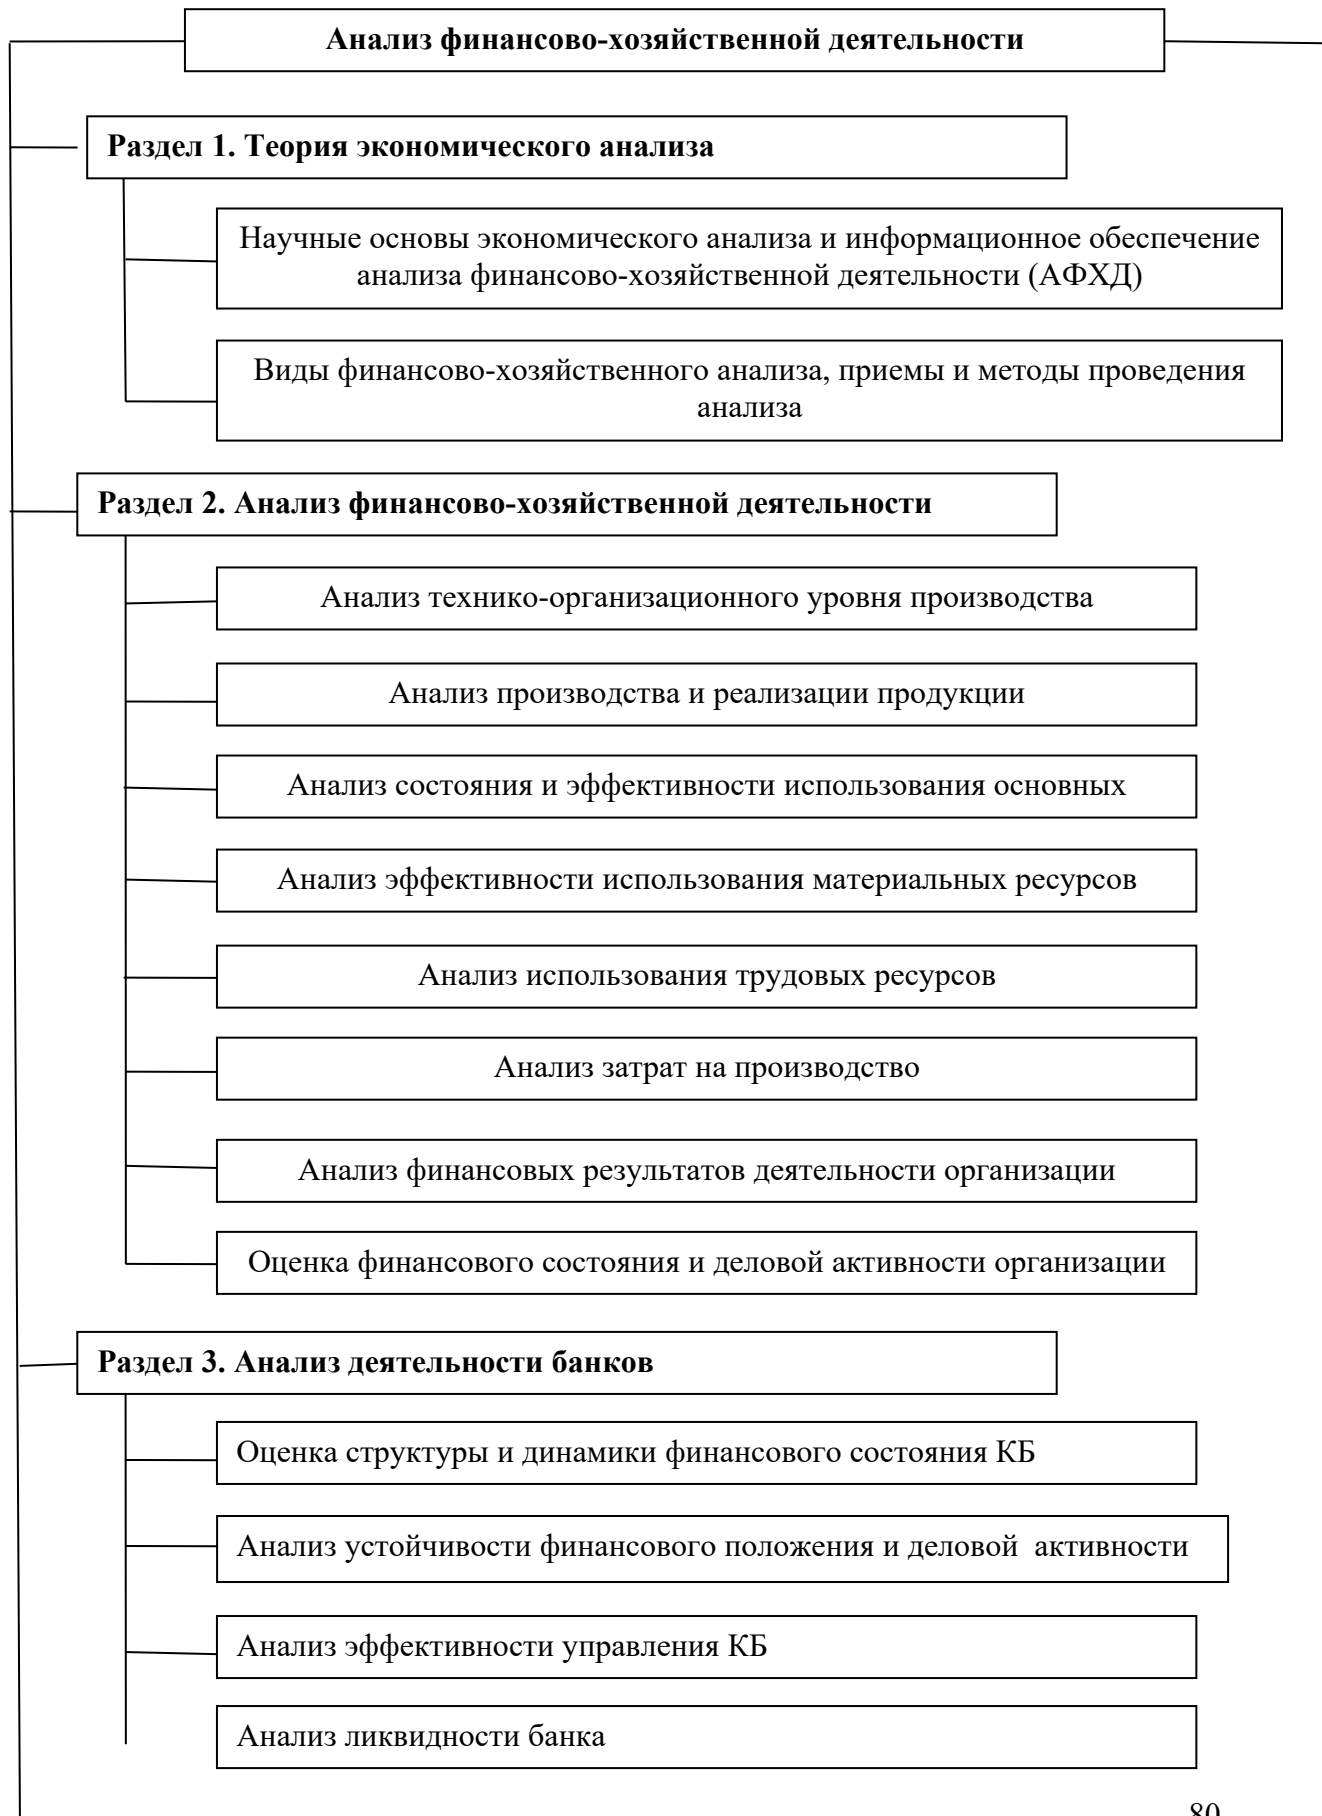 Анализ финансово-хозяйственной деятельности
Раздел 1. Теория экономического анализа
Научные основы экономического анализа и информационное обеспечение
анализа финансово-хозяйственной деятельности (АФХД)
Виды финансово-хозяйственного анализа, приемы и методы проведения
анализа
Раздел 2. Анализ финансово-хозяйственной деятельности
Анализ технико-организационного уровня производства
Анализ производства и реализации продукции
Анализ состояния и эффективности использования основных
Анализ эффективности использования материальных ресурсов
Анализ использования трудовых ресурсов
Анализ затрат на производство
Анализ финансовых результатов деятельности организации
Оценка финансового состояния и деловой активности организации
Раздел 3. Анализ деятельности банков
Оценка структуры и динамики финансового состояния КБ
Анализ устойчивости финансового положения и деловой  активности
Анализ эффективности управления КБ
Анализ ликвидности банка
80